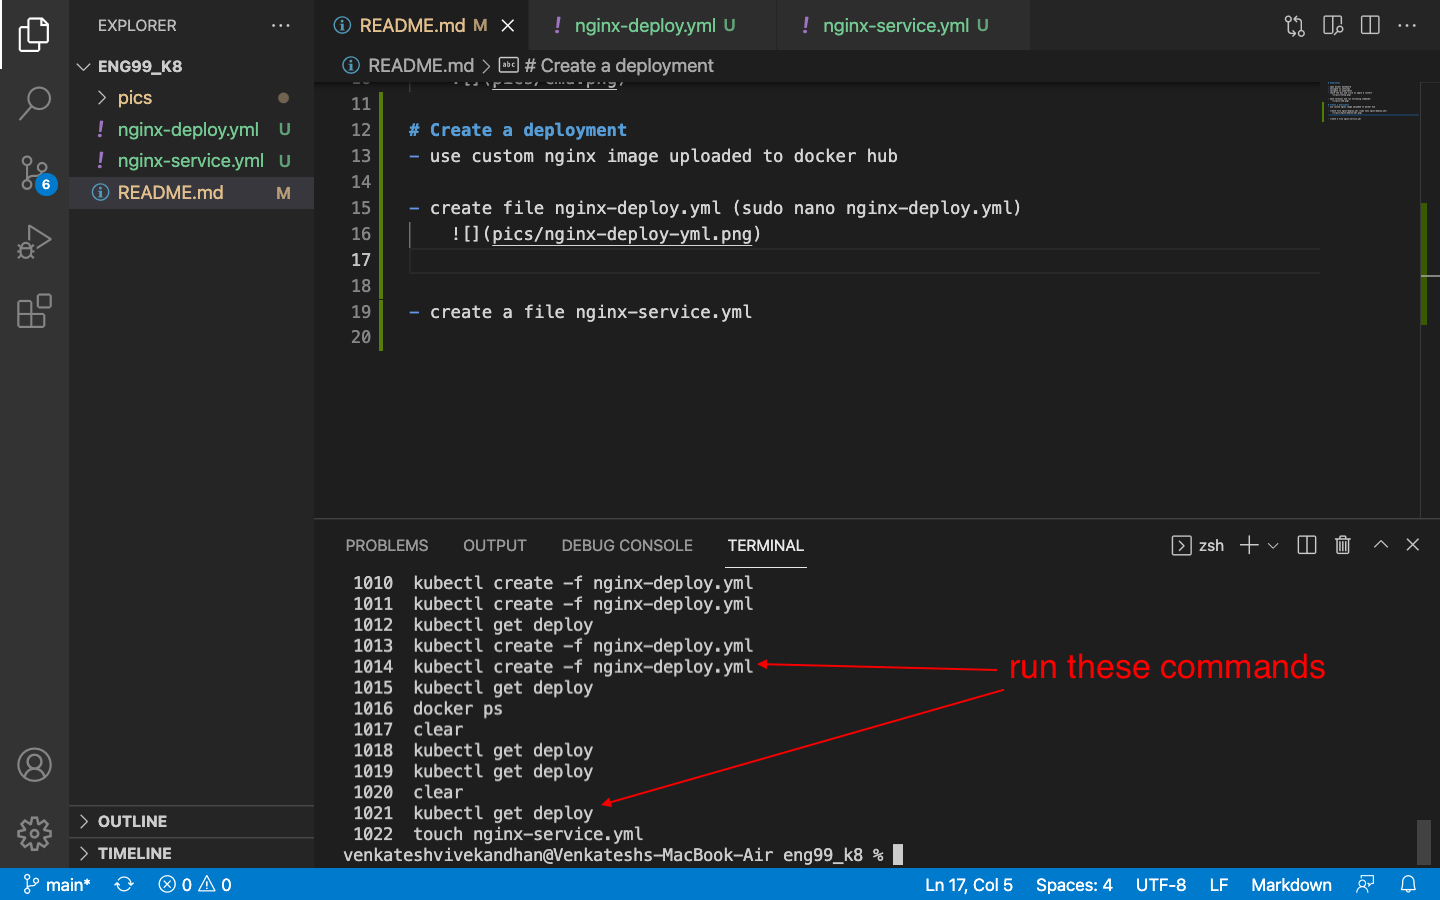 EXPLORER
ENG99_K8
pics
nginx-deploy.yml U
nginx-service.yml U
README.md M
OUTLINE
TIMELINE
README.md M
! nginx-deploy.yml U
! nginx-service.yml U
README.md > # Create a deployment
10 ![](pics/cmd.png)
11
12 # Create a deployment
13 - use custom nginx image uploaded to docker hub
14
15 - create file nginx-deploy.yml (sudo nano nginx-deploy.yml)
16 ![](pics/nginx-deploy-yml.png)
17
18
19 - create a file nginx-service.yml
20
PROBLEMS OUTPUT DEBUG CONSOLE TERMINAL
zsh
1010 kubectl create -f nginx-deploy.yml
1011 kubectl create -f nginx-deploy.yml
1012 kubectl get deploy
1013 kubectl create -f nginx-deploy.yml
1014 kubectl create -f nginx-deploy.yml
1015 kubectl get deploy
1016 docker ps
1017 clear
1018 kubectl get deploy
1019 kubectl get deploy
1020 clear
1021 kubectl get deploy
1022 touch nginx-service.yml
venkateshvivekandhan@Venkateshs-MacBook-Air eng99_k8 %
run these commands
6
main* 0 0
Ln 17, Col 5 Spaces: 4 UTF-8 LF Markdown